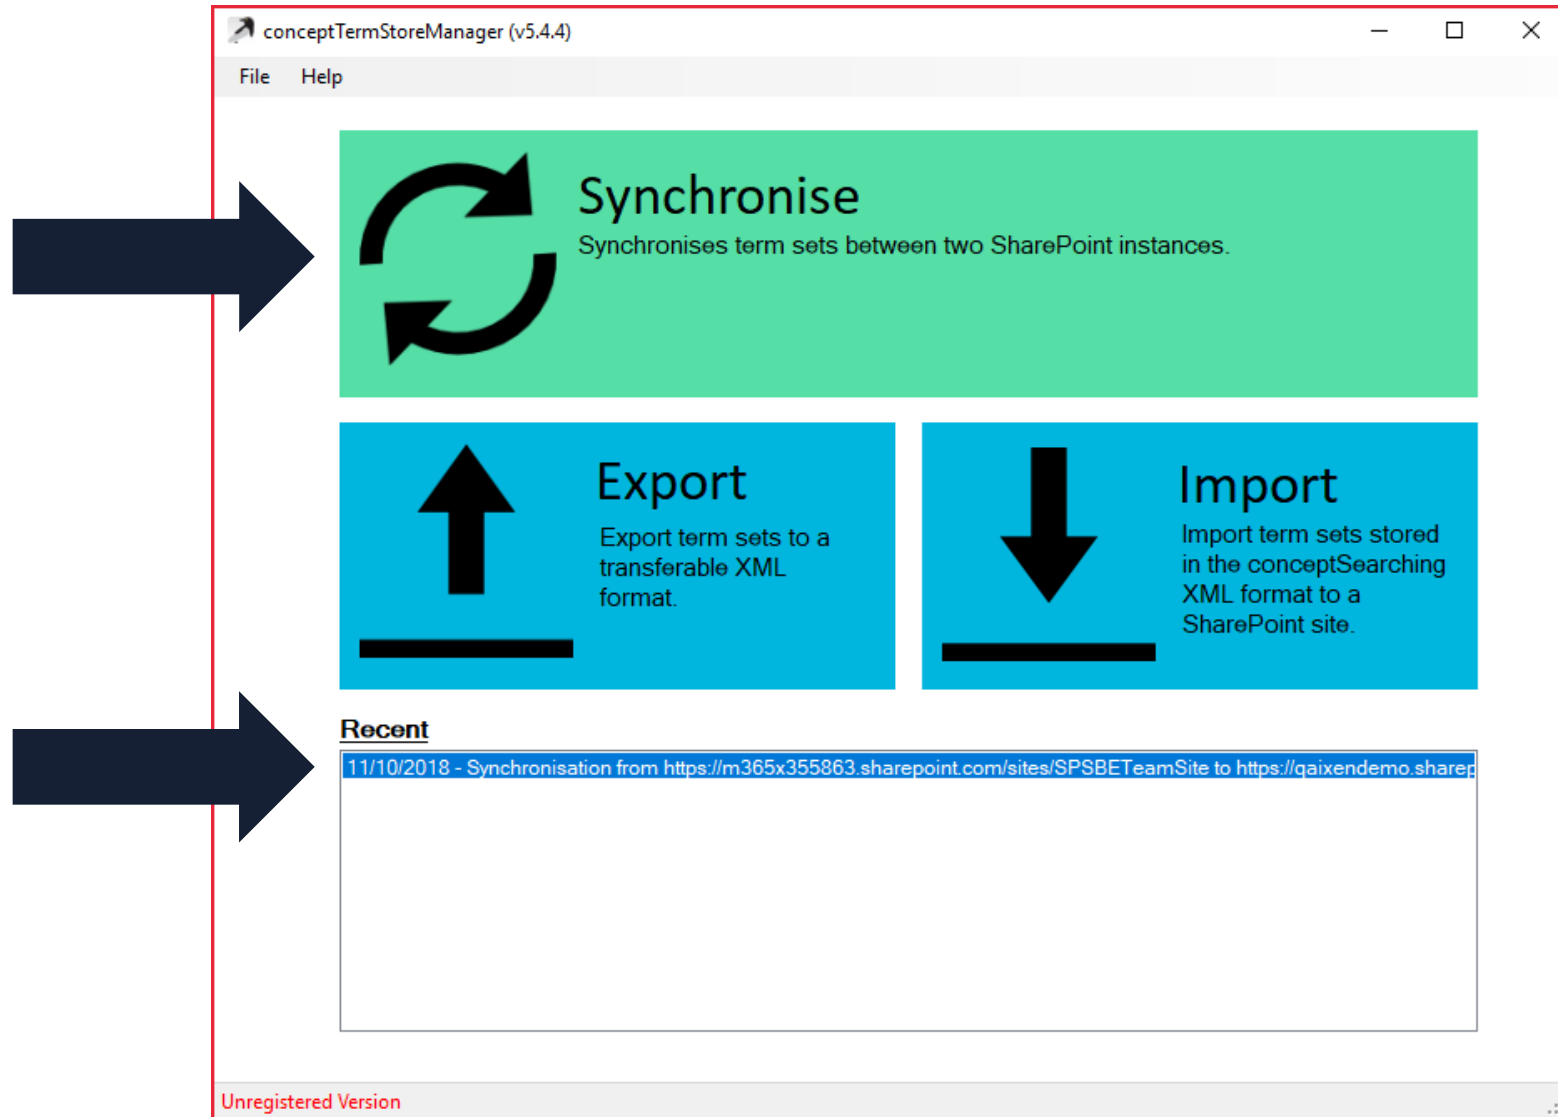 conceptTermStoreManager (v5.4.4)
File Help
Synchronise
Synchronises term sets between two SharePoint instances.
Export
Export term sets to a
transferable XML
format.
Import
Import term sets stored
in the conceptSearching
XML format to a
SharePoint site.
Recent
11/10/2018 - Synchronisation from https://m365x355863.sharepoint.com/sites/SPSBETeamSite to https://qaixendemo.sharep
Unregistered Version